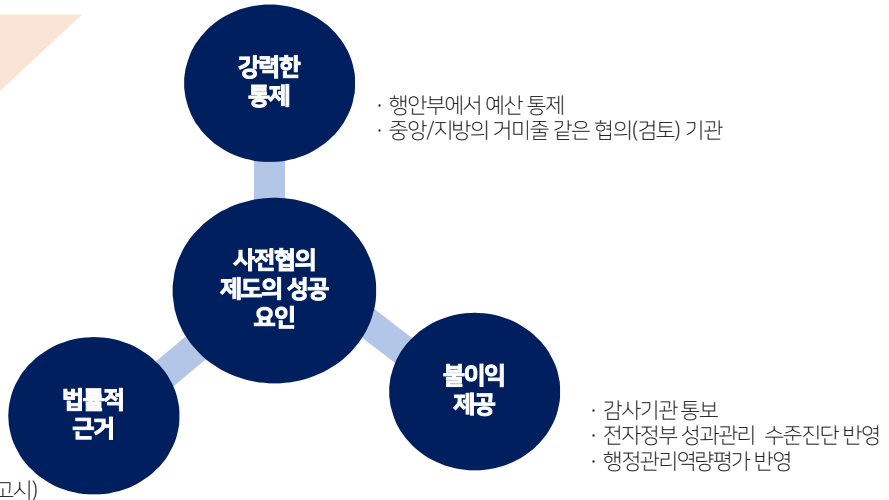 강력한
통제
· 행안부에서 예산 통제
· 중앙/지방의 거미줄 같은 협의(검토) 기관
사전협의
제도의 성공
요인
법률적
근거
고시)
불이익
제공
· 감사기관 통보
· 전자정부 성과관리 수준진단 반영
· 행정관리역량평가 반영